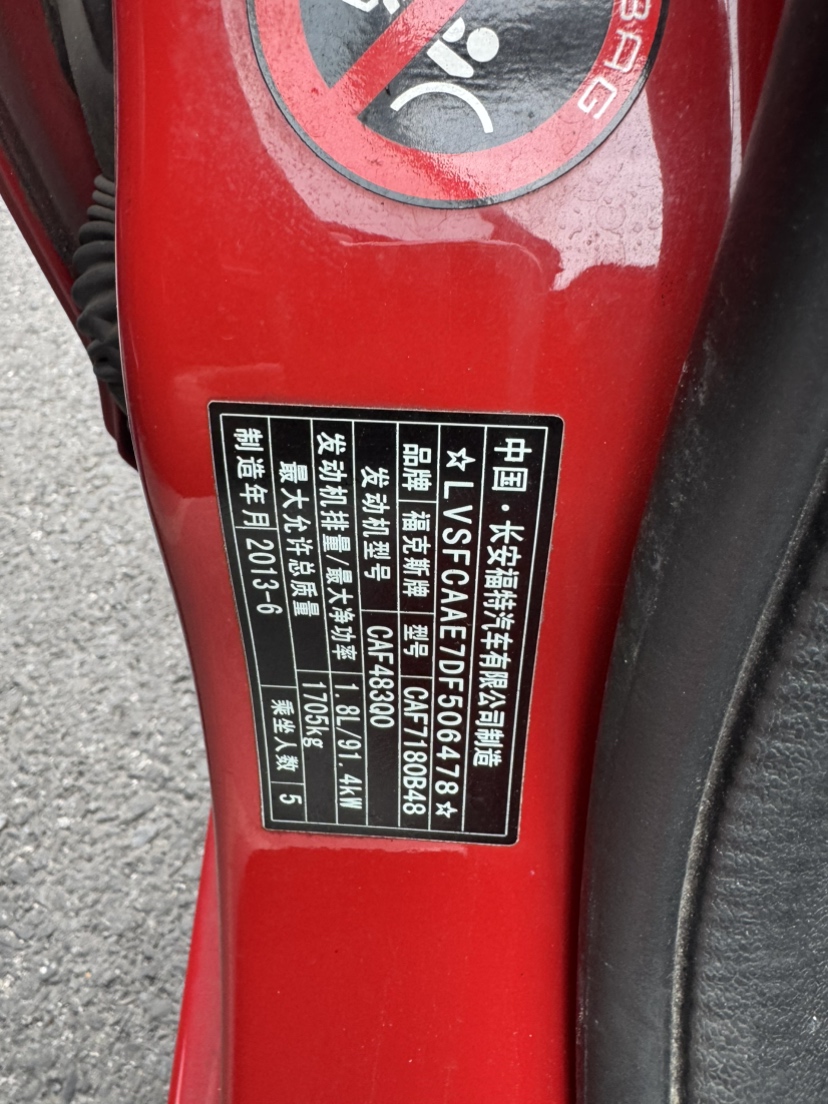 BAG
中国·长安福特汽车有限公司制造
☆LVSFCAAE7DF506478☆
品牌 福克斯牌 型号 CAF7180B48
发动机型号 CAF483Q0
发动机排量/最大净功率 1.8L/91.4kW
最大允许总质量 1705kg
制造年月 2013-6 乘坐人数 5